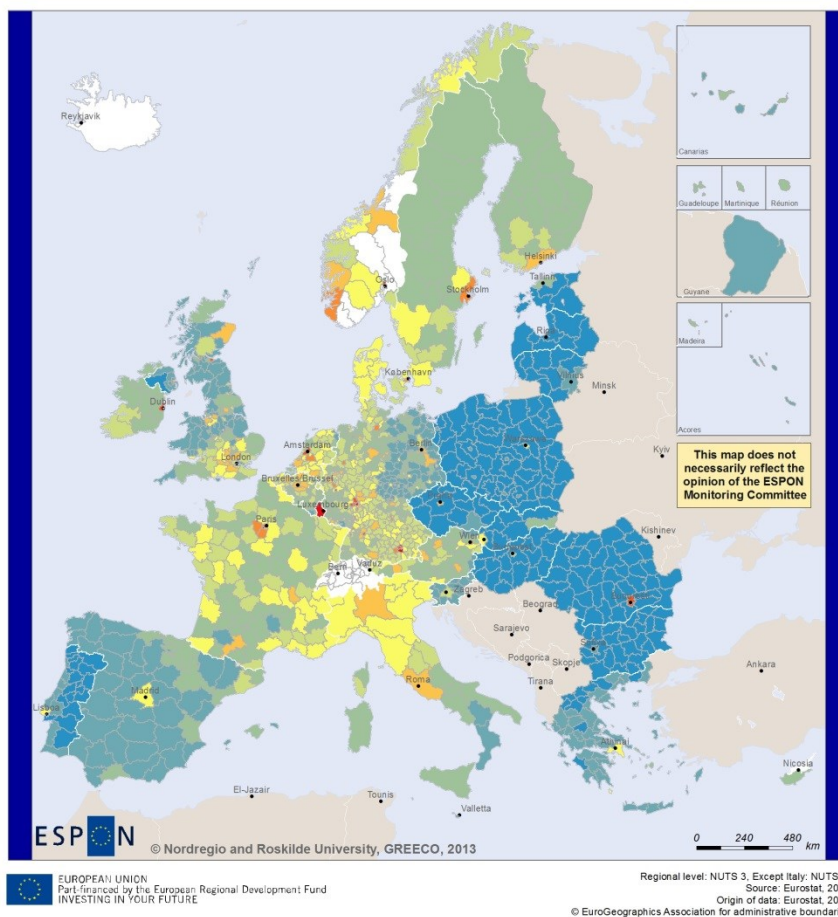 Reykjavik
Canarias
Guadeloupe
Martinique
Réunion
Guyane
Helsinki
Oslo
Tallinn
Stockholm
Madeira
København
Minsk
Dublin
Acores
Amsterdam
Berlin
London
This map does not
necessarily reflect the
opinion of the ESPON
Monitoring Committee
Kyiv
Bruxelles/Brussel
Luxembourg
Paris
Kishinev
Wien
Bern
Vaduz
Zagreb
Beograd
Sarajevo
Podgorica
Skopje
Roma
Ankara
Tirana
Madrid
Lisboa
Nicosia
El-Jazair
Tounis
Valletta
ESPON
© Nordregio and Roskilde University, GREECO, 2013
0 240 480
km
EUROPEAN UNION
Part-financed by the European Regional Development Fund
INVESTING IN YOUR FUTURE
Regional level: NUTS 3, Except Italy: NUTS
Source: Eurostat, 20
Origin of data: Eurostat, 20
© EuroGeographics Association for administrative boundar